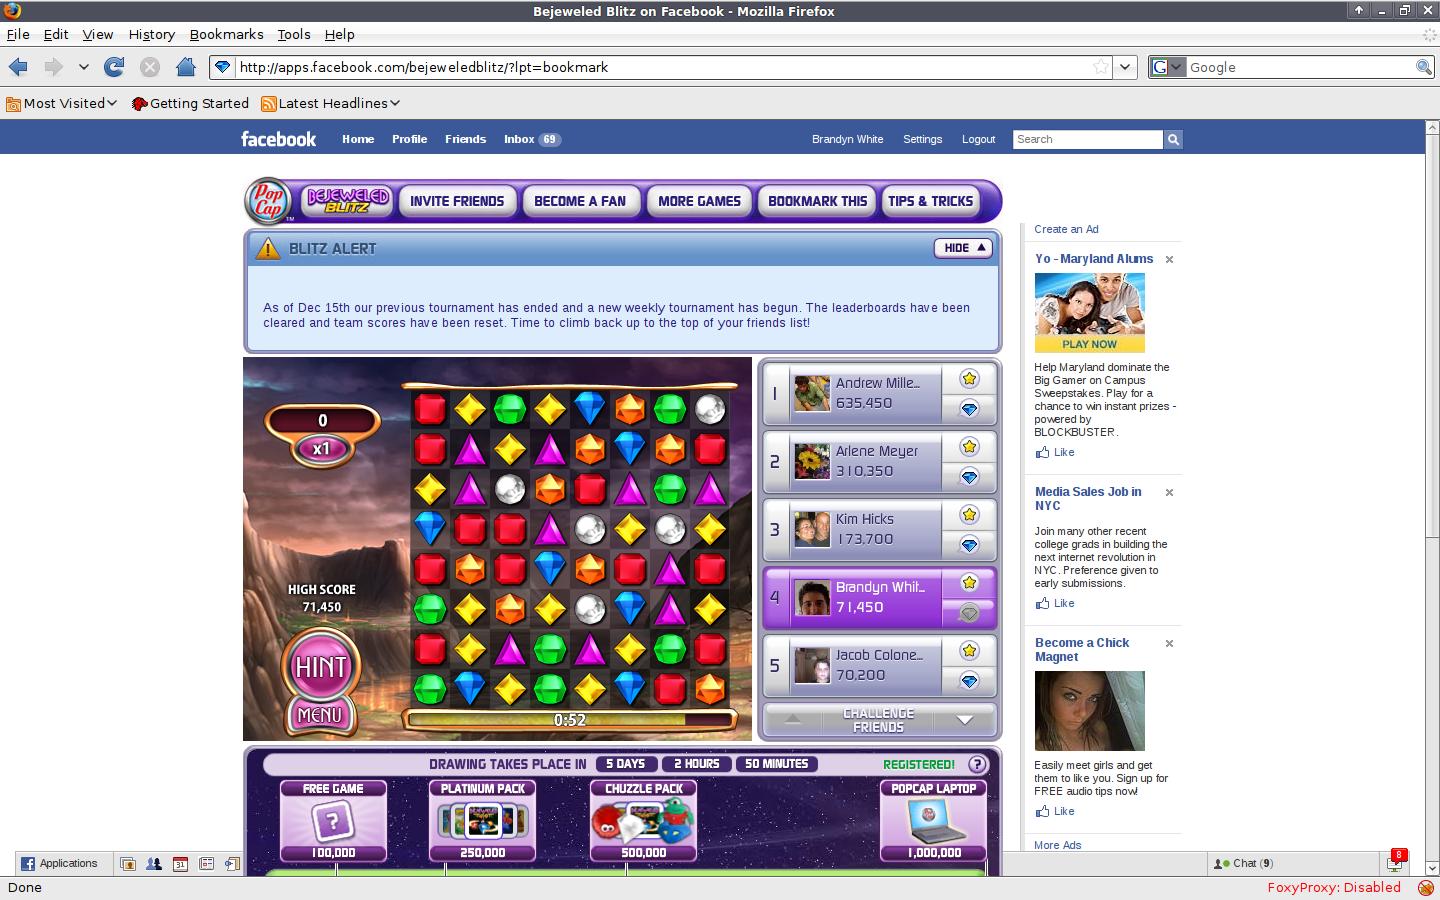 Bejeweled Blitz on Facebook - Mozilla Firefox
File Edit View History Bookmarks Tools Help
http://apps.facebook.com/bejeweledblitz/?lpt=bookmark
G Google
Most Visited Getting Started Latest Headlines
facebook Home Profile Friends Inbox 69 Brandyn White Settings Logout Search
Pop Cap TM BEJEWELED BLITZ INVITE FRIENDS BECOME A FAN MORE GAMES BOOKMARK THIS TIPS & TRICKS
BLITZ ALERT HIDE
As of Dec 15th our previous tournament has ended and a new weekly tournament has begun. The leaderboards have been
cleared and team scores have been reset. Time to climb back up to the top of your friends list!
0
x1
HIGH SCORE
71,450
HINT
MENU
0:52
1 Andrew Mille...
635,450
2 Arlene Meyer
310,350
3 Kim Hicks
173,700
4 Brandyn Whit...
71,450
5 Jacob Colone...
70,200
CHALLENGE
FRIENDS
DRAWING TAKES PLACE IN 5 DAYS 2 HOURS 50 MINUTES REGISTERED! ?
FREE GAME PLATINUM PACK CHUZZLE PACK POPCAP LAPTOP
?
100,000 250,000 500,000 1,000,000
Create an Ad
Yo - Maryland Alums
PLAY NOW
Help Maryland dominate the
Big Gamer on Campus
Sweepstakes. Play for a
chance to win instant prizes -
powered by
BLOCKBUSTER.
Like
Media Sales Job in
NYC
Join many other recent
college grads in building the
next internet revolution in
NYC. Preference given to
early submissions.
Like
Become a Chick
Magnet
Easily meet girls and get
them to like you. Sign up for
FREE audio tips now!
Like
More Ads
Applications 31 Chat (9) 8
Done FoxyProxy: Disabled